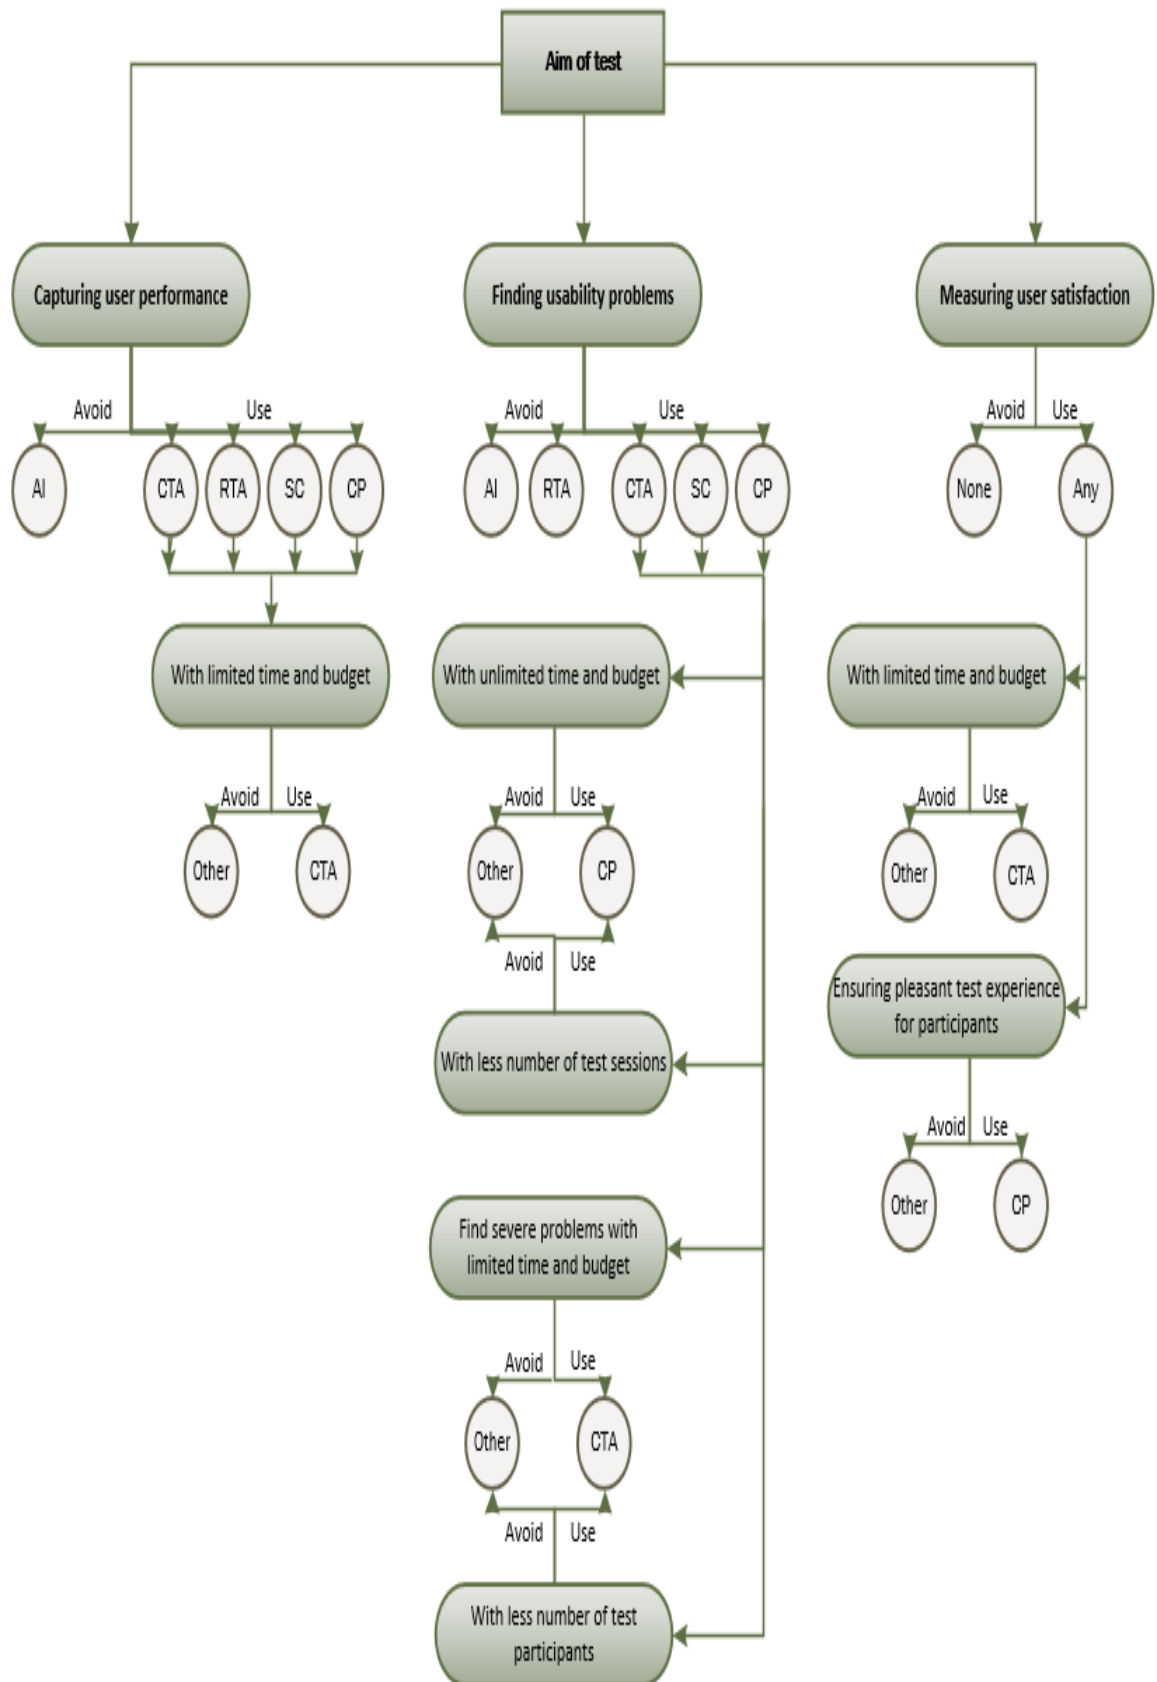 Aim of test
Capturing user performance
Finding usability problems
Measuring user satisfaction
Avoid
Use
Avoid
Use
Avoid
Use
AI
CTA
RTA
SC
CP
AI
RTA
CTA
SC
CP
None
Any
With limited time and budget
With unlimited time and budget
With limited time and budget
Avoid
Use
Avoid
Use
Avoid
Use
Other
CTA
Other
CP
Other
CTA
Avoid
Use
Ensuring pleasant test experience
for participants
With less number of test sessions
Avoid
Use
Other
CP
Find severe problems with
limited time and budget
Avoid
Use
Other
CTA
Avoid
Use
With less number of test
participants